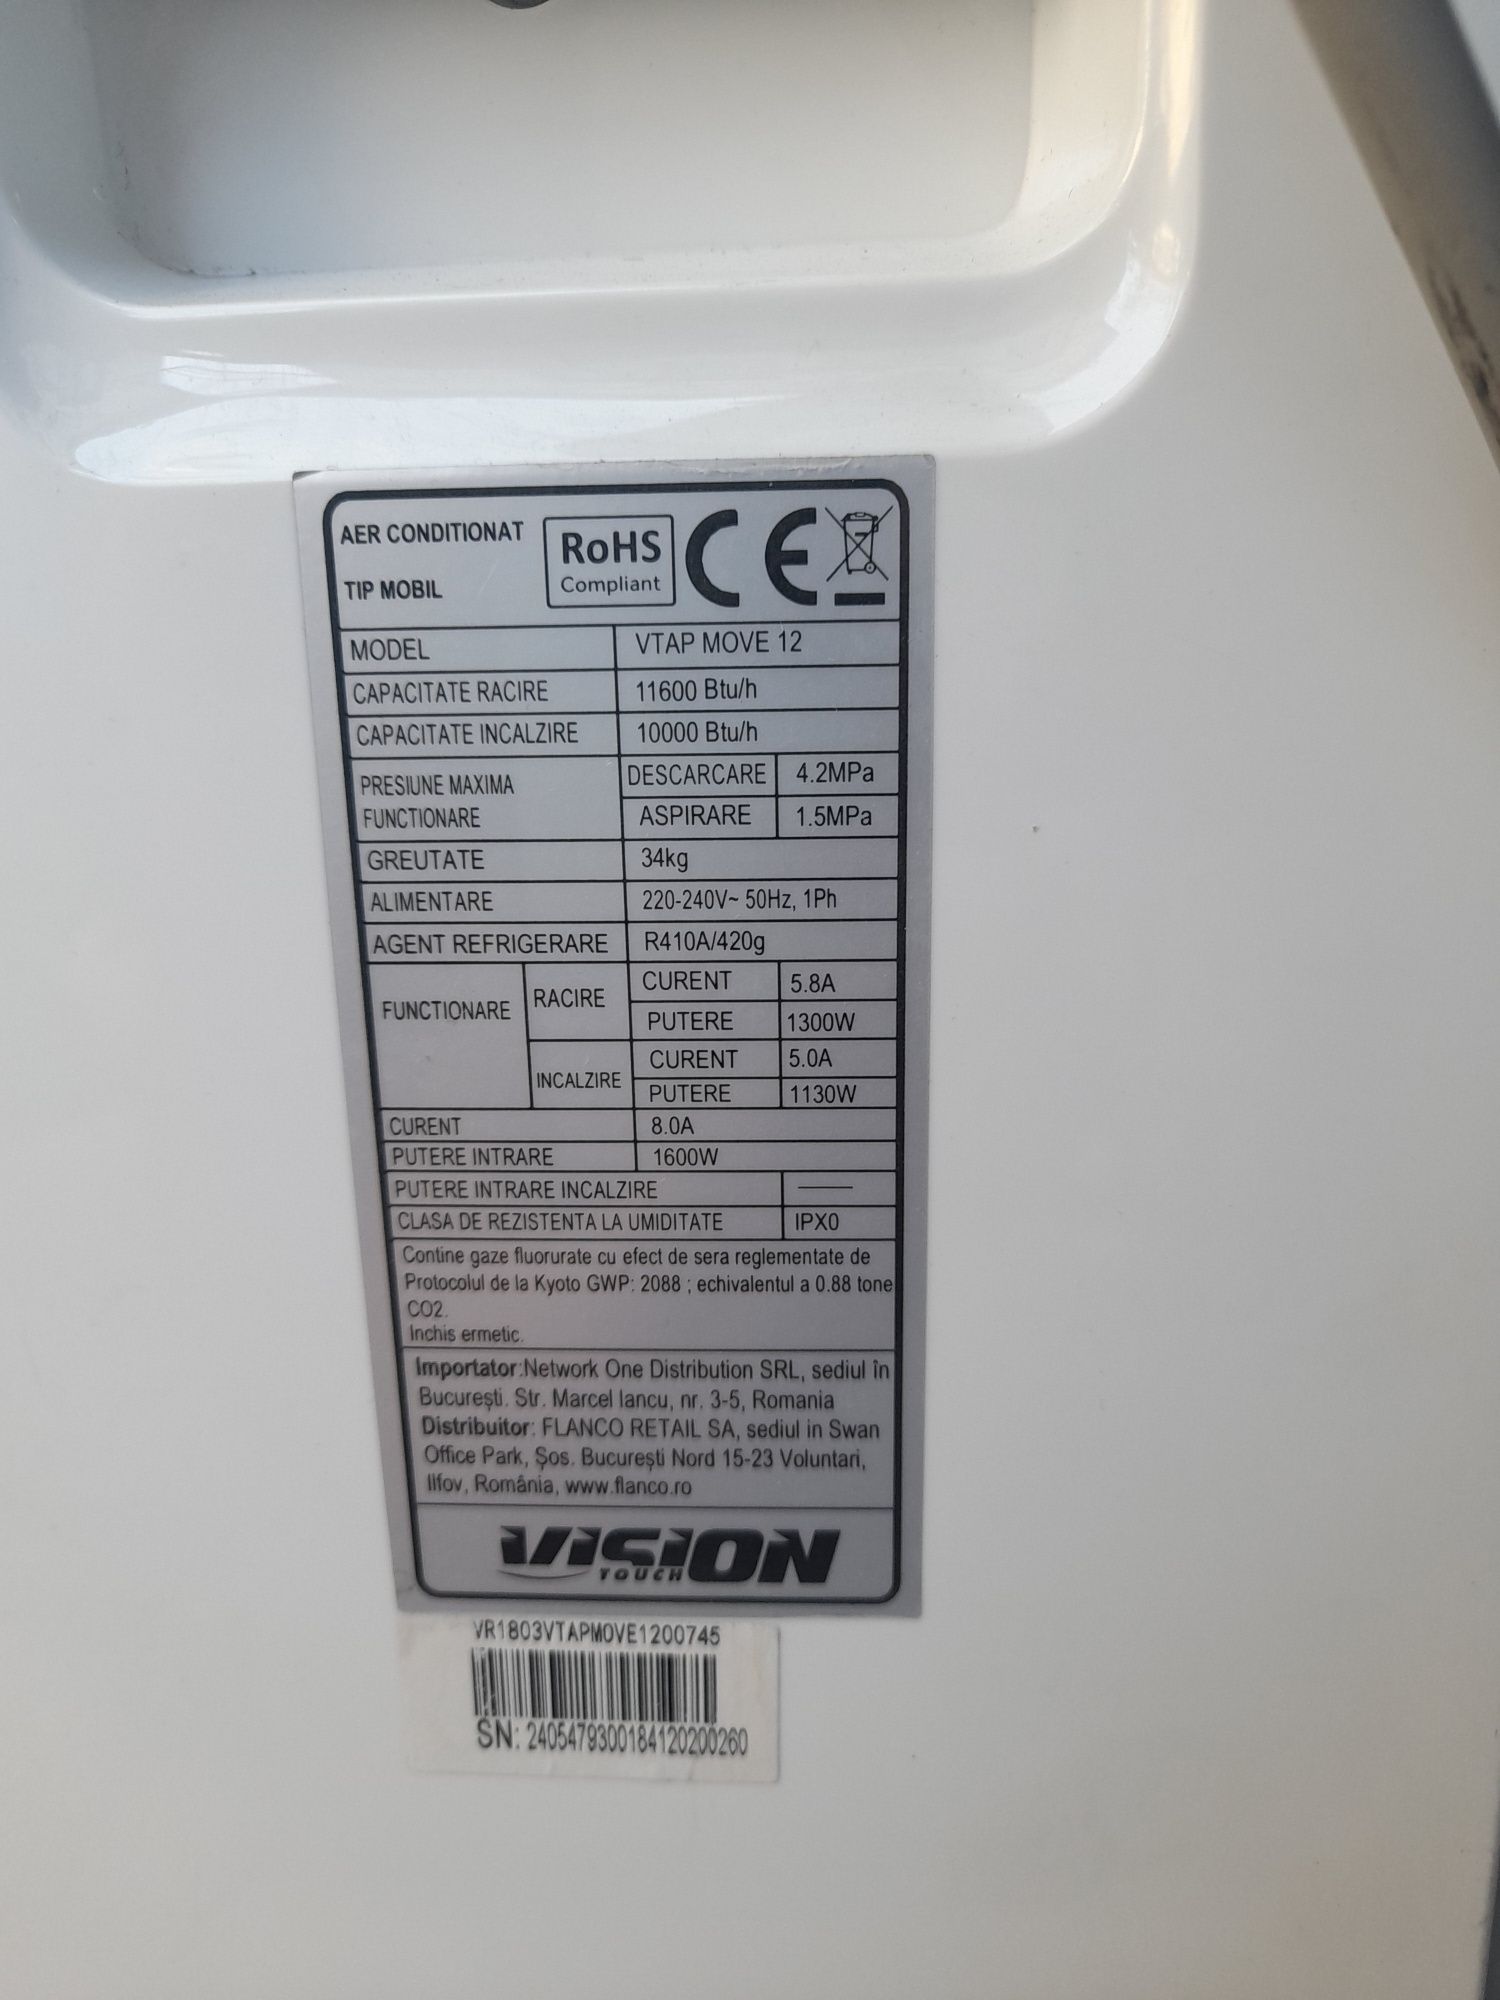 AER CONDITIONAT
TIP MOBIL
RoHS
Compliant
CE
MODEL VTAP MOVE 12
CAPACITATE RACIRE 11600 Btu/h
CAPACITATE INCALZIRE 10000 Btu/h
PRESIUNE MAXIMA FUNCTIONARE DESCARCARE 4.2MPa
ASPIRARE 1.5MPa
GREUTATE 34kg
ALIMENTARE 220-240V~ 50Hz, 1Ph
AGENT REFRIGERARE R410A/420g
FUNCTIONARE RACIRE CURENT 5.8A
PUTERE 1300W
INCALZIRE CURENT 5.0A
PUTERE 1130W
CURENT 8.0A
PUTERE INTRARE 1600W
PUTERE INTRARE INCALZIRE ——
CLASA DE REZISTENTA LA UMIDITATE IPX0
Contine gaze fluorurate cu efect de sera reglementate de
Protocolul de la Kyoto GWP: 2088 ; echivalentul a 0.88 tone
CO2.
Inchis ermetic.
Importator:Network One Distribution SRL, sediul în
București. Str. Marcel Iancu, nr. 3-5, Romania
Distribuitor: FLANCO RETAIL SA, sediul in Swan
Office Park, Șos. București Nord 15-23 Voluntari,
Ilfov, România, www.flanco.ro
VISION
TOUCH
VR1803VTAPMOVE1200745
SN: 2405479300184120200260